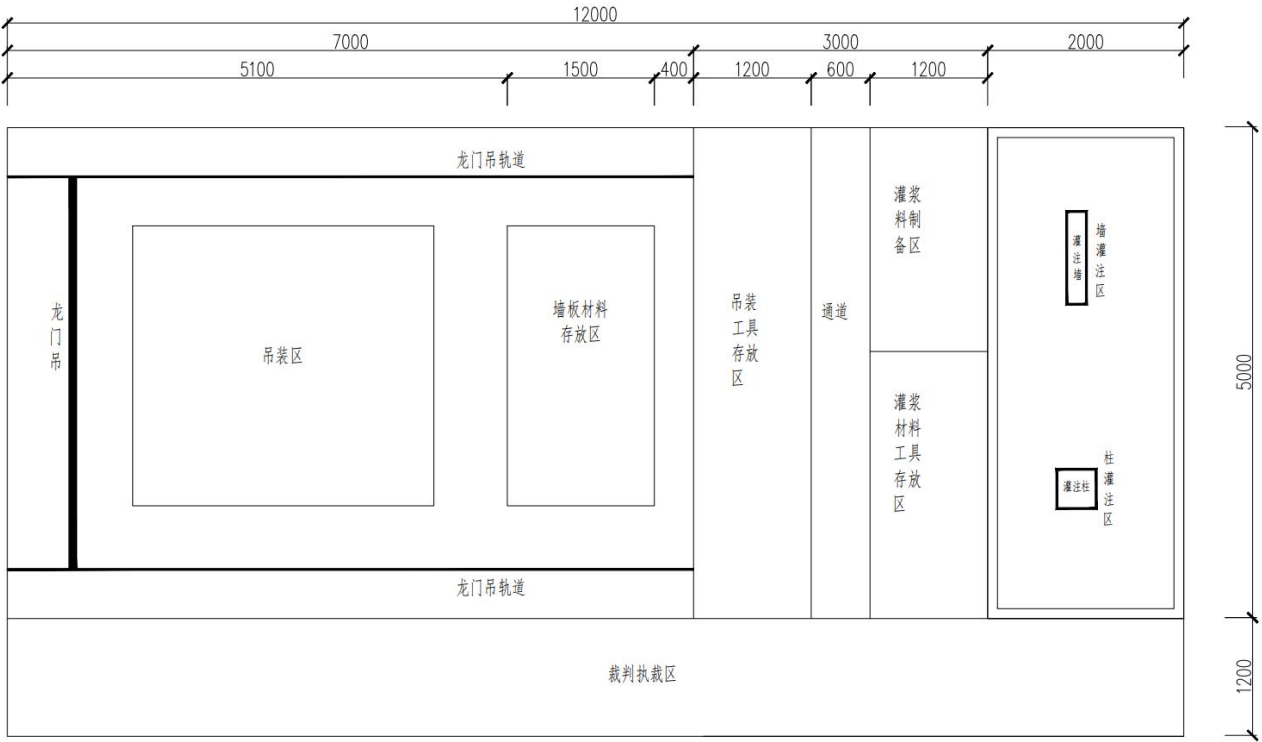 12000
7000
3000
2000
5100
1500
400
1200
600
1200
龙门吊轨道
灌浆
料制
备区
灌
注
墙
墙
灌
注
区
龙
门
吊
吊装区
墙板材料
存放区
吊装
工具
存放
区
通道
5000
灌浆
材料
工具
存放
区
灌注柱
柱
灌
注
区
龙门吊轨道
裁判执裁区
1200